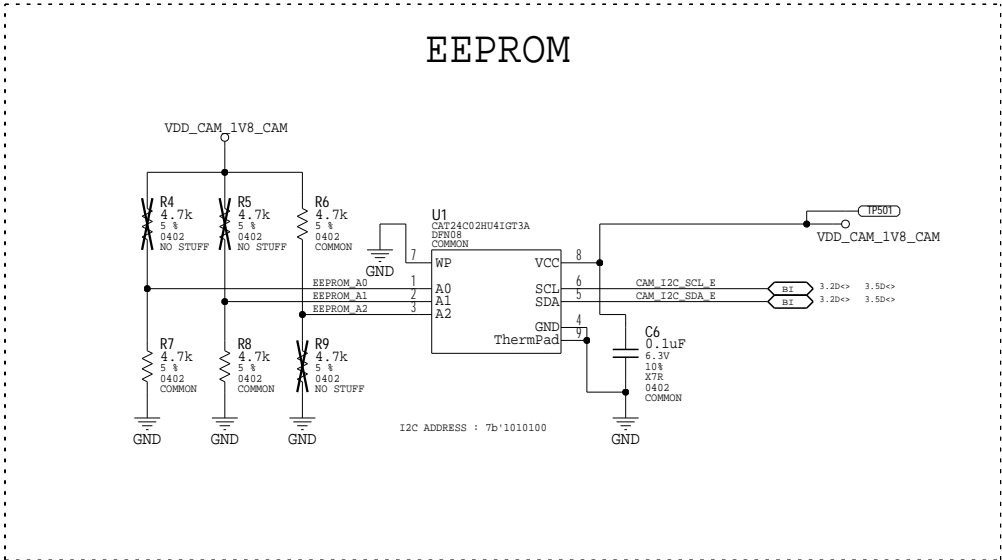 EEPROM
VDD_CAM_1V8_CAM
R4
4.7k
5 %
0402
NO STUFF
R5
4.7k
5 %
0402
NO STUFF
R6
4.7k
5 %
0402
COMMON
GND
U1
CAT24C02HU4IGT3A
DFN08
COMMON
7 WP
1 A0
2 A1
3 A2
VCC 8
SCL 6
SDA 5
GND 4
ThermPad 9
EEPROM_A0
EEPROM_A1
EEPROM_A2
TP501
VDD_CAM_1V8_CAM
CAM_I2C_SCL_E BI 3.2D<> 3.5D<>
CAM_I2C_SDA_E BI 3.2D<> 3.5D<>
R7
4.7k
5 %
0402
COMMON
R8
4.7k
5 %
0402
COMMON
R9
4.7k
5 %
0402
NO STUFF
C6
0.1uF
6.3V
10%
X7R
0402
COMMON
GND
GND
GND
I2C ADDRESS : 7b'1010100
GND